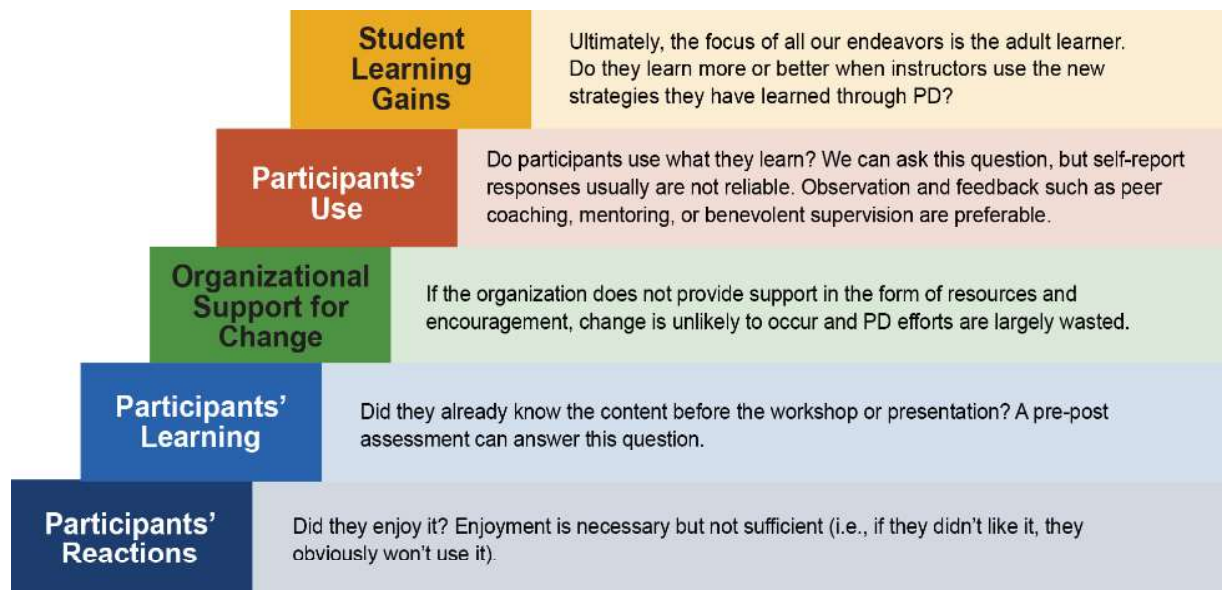 Student
Learning
Gains
Ultimately, the focus of all our endeavors is the adult learner.
Do they learn more or better when instructors use the new
strategies they have learned through PD?
Participants’
Use
Do participants use what they learn? We can ask this question, but self-report
responses usually are not reliable. Observation and feedback such as peer
coaching, mentoring, or benevolent supervision are preferable.
Organizational
Support for
Change
If the organization does not provide support in the form of resources and
encouragement, change is unlikely to occur and PD efforts are largely wasted.
Participants’
Learning
Did they already know the content before the workshop or presentation? A pre-post
assessment can answer this question.
Participants’
Reactions
Did they enjoy it? Enjoyment is necessary but not sufficient (i.e., if they didn’t like it, they
obviously won’t use it).